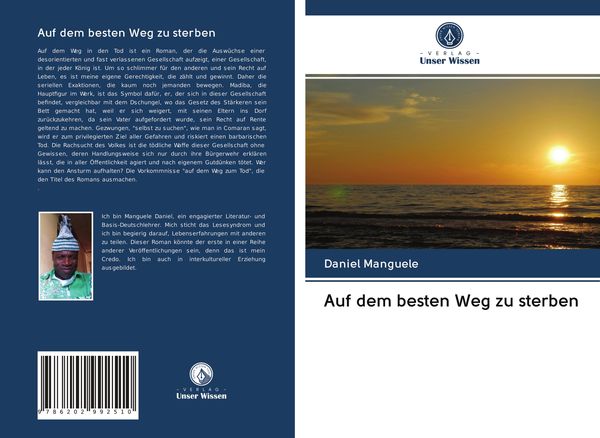 Auf dem besten Weg zu sterben
Auf dem Weg in den Tod ist ein Roman, der die Auswüchse einer
desorientierten und fast verlassenen Gesellschaft aufzeigt, einer Gesellschaft,
in der jeder König ist. Um so schlimmer für den anderen und sein Recht auf
Leben, es ist meine eigene Gerechtigkeit, die zählt und gewinnt. Daher die
seriellen Exaktionen, die kaum noch jemanden bewegen. Madiba, die
Hauptfigur im Werk, ist das Symbol dafür, er, der sich in dieser Gesellschaft
befindet, vergleichbar mit dem Dschungel, wo das Gesetz des Stärkeren sein
Bett gemacht hat, weil er sich weigert, mit seinen Eltern ins Dorf
zurückzukehren, da sein Vater aufgefordert wurde, sein Recht auf Rente
geltend zu machen. Gezwungen, "selbst zu suchen", wie man in Comaran sagt,
wird er zum privilegierten Ziel aller Gefahren und riskiert einen barbarischen
Tod. Die Rachsucht des Volkes ist die tödliche Waffe dieser Gesellschaft ohne
Gewissen, deren Handlungsweise sich nur durch ihre Bürgerwehr erklären
lässt, die in aller Öffentlichkeit agiert und nach eigenem Gutdünken tötet. Wer
kann den Ansturm aufhalten? Die Vorkommnisse "auf dem Weg zum Tod", die
den Titel des Romans ausmachen.
.
Ich bin Manguele Daniel, ein engagierter Literatur- und
Basis-Deutschlehrer. Mich sticht das Lesesyndrom und
ich bin begierig darauf, Lebenserfahrungen mit anderen
zu teilen. Dieser Roman könnte der erste in einer Reihe
anderer Veröffentlichungen sein, denn das ist mein
Credo. Ich bin auch in interkultureller Erziehung
ausgebildet.
9 786202 992510
- VERLAG -
Unser Wissen
- VERLAG -
Unser Wissen
Daniel Manguele
Auf dem besten Weg zu sterben